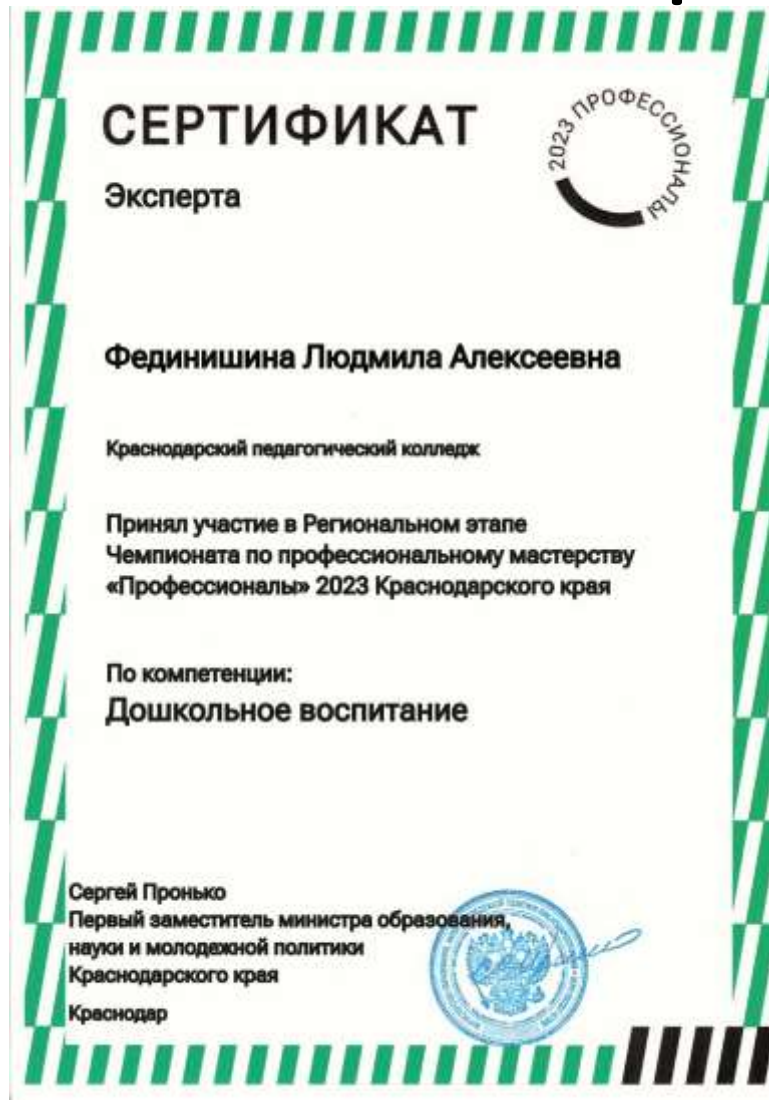 СЕРТИФИКАТ
2023 ПРОФЕССИОНАЛЫ
Эксперта
Фединишина Людмила Алексеевна
Краснодарский педагогический колледж
Принял участие в Региональном этапе
Чемпионата по профессиональному мастерству
«Профессионалы» 2023 Краснодарского края
По компетенции:
Дошкольное воспитание
Сергей Пронько
Первый заместитель министра образования,
науки и молодежной политики
Краснодарского края
Краснодар